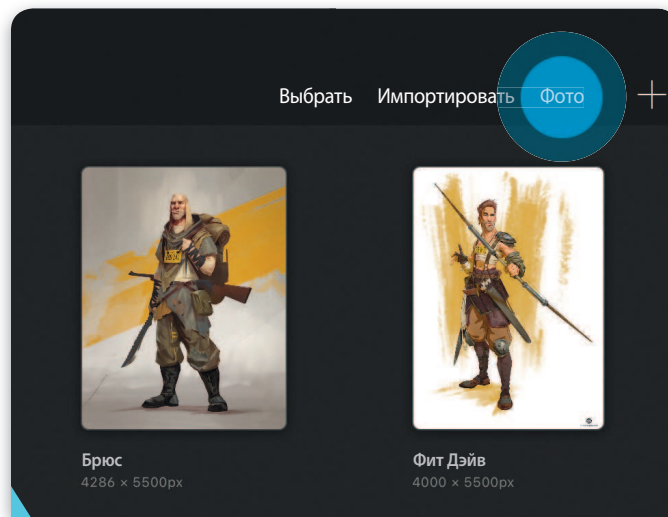 Выбрать Импортировать Фото
Брюс
4286 × 5500px
Фит Дэйв
4000 × 5500px